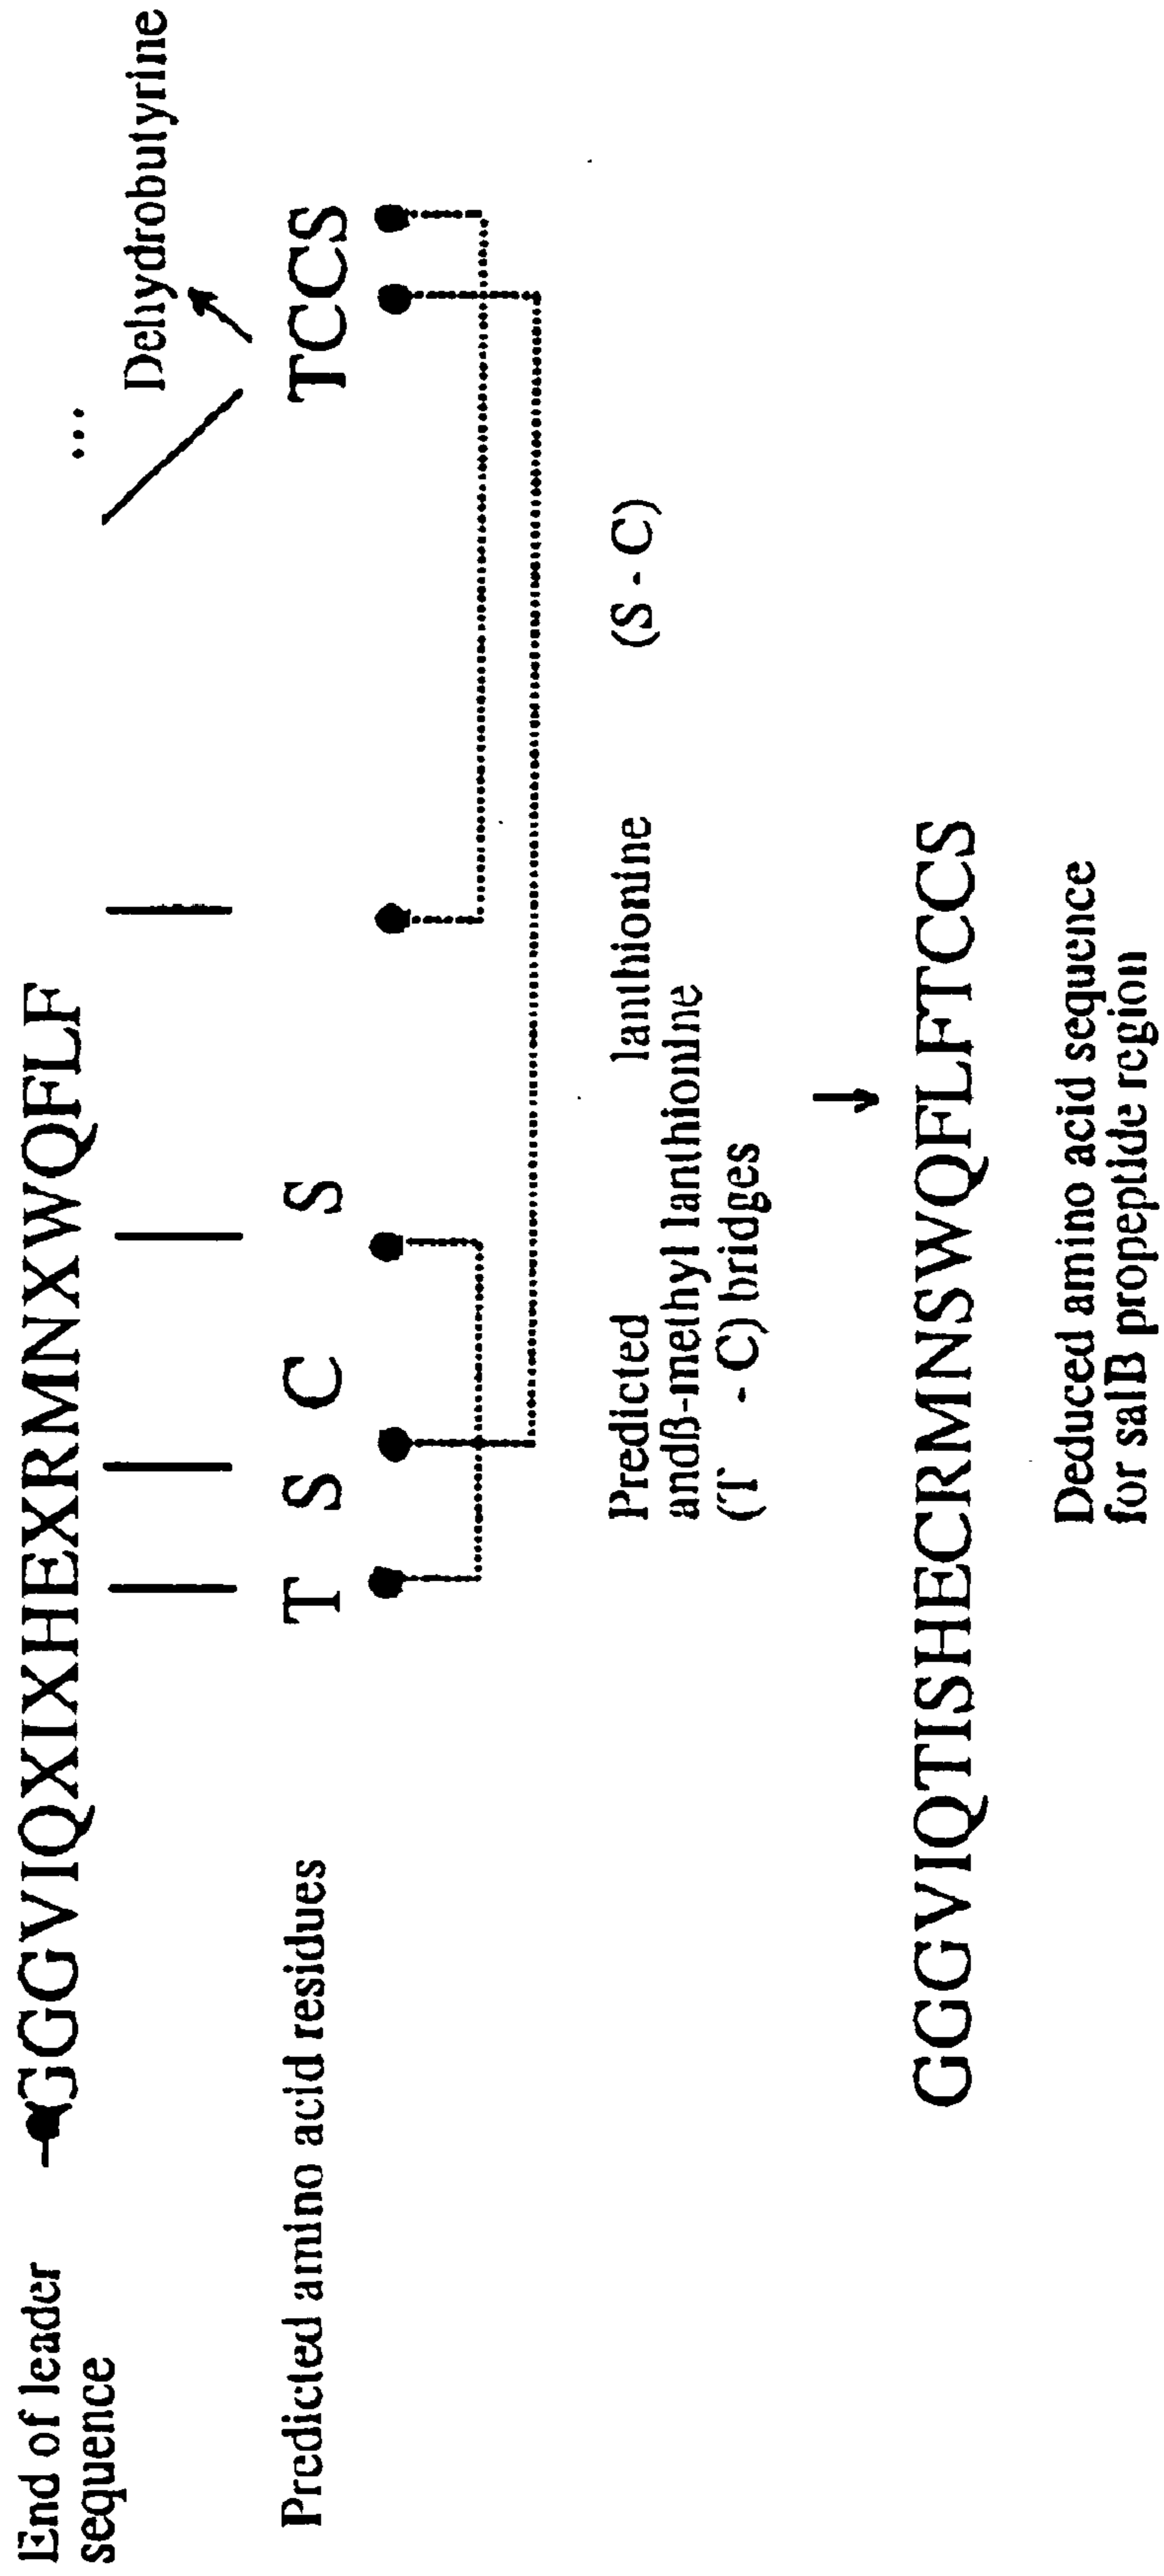 End of leader
sequence
GGGVIQXIXHEXRMNXWQFLF
...
Dehydrobutyrine
Predicted amino acid residues
T S C S
TCCS
Predicted lanthionine (S - C)
andβ-methyl lanthionine
(T - C) bridges
GGGVIQTISHECRMNSWQFLFTCCS
Deduced amino acid sequence
for salB propeptide region